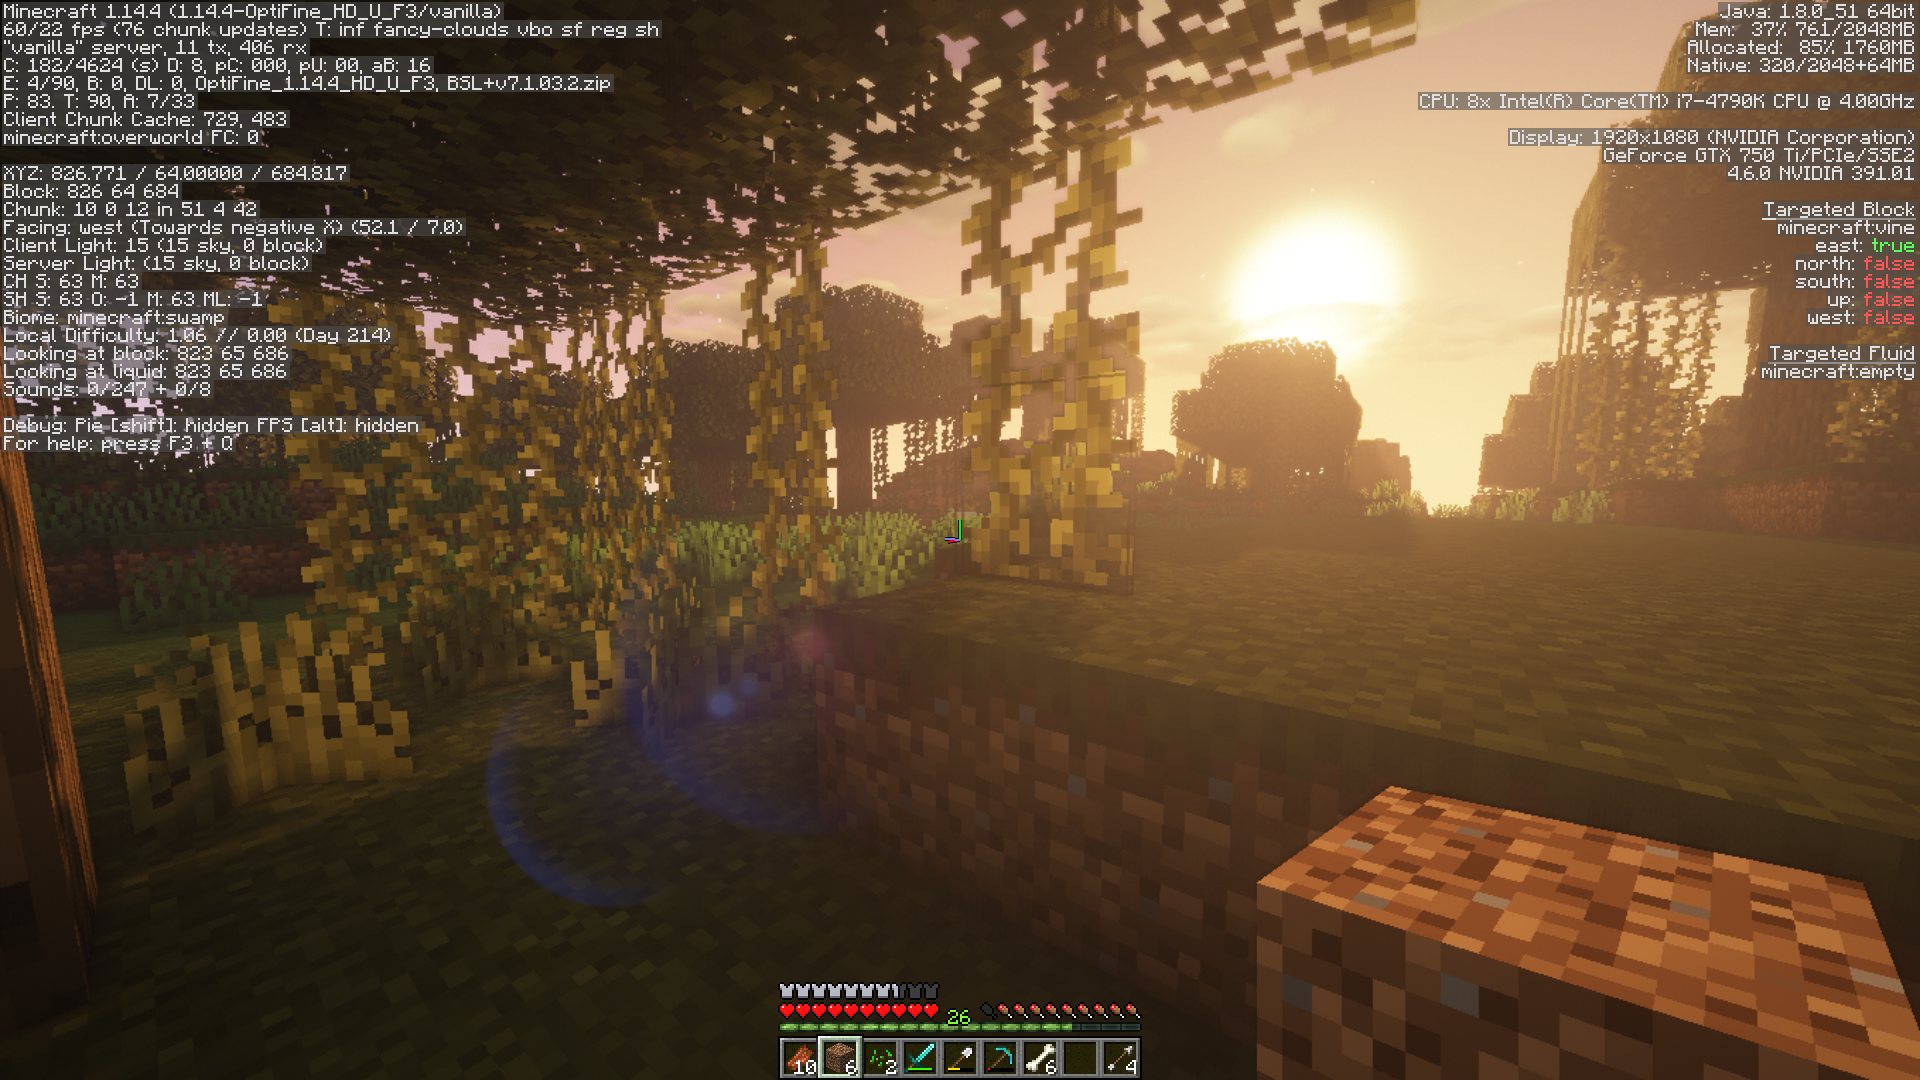 Minecraft 1.14.4 (1.14.4-OptiFine_HD_U_F3/vanilla)
60/22 fps (76 chunk updates) T: inf fancy-clouds vbo sf reg sh
"vanilla" server, 11 tx, 406 rx
C: 182/4624 (s) D: 8, pC: 000, pU: 00, aB: 16
E: 4/90, B: 0, DL: 0, OptiFine_1.14.4_HD_U_F3, BSL+v7.1.03.2.zip
P: 83. T: 90, A: 7/33
Client Chunk Cache: 729, 483
minecraft:overworld FC: 0
XYZ: 826.771 / 64.00000 / 684.817
Block: 826 64 684
Chunk: 10 0 12 in 51 4 42
Facing: west (Towards negative X) (52.1 / 7.0)
Client Light: 15 (15 sky, 0 block)
Server Light: (15 sky, 0 block)
CH S: 63 M: 63
SH S: 63 O: -1 M: 63 ML: -1
Biome: minecraft:swamp
Local Difficulty: 1.06 // 0.00 (Day 214)
Looking at block: 823 65 686
Looking at liquid: 823 65 686
Sounds: 0/247 + 0/8
Debug: Pie [shift]: hidden FPS [alt]: hidden
For help: press F3 + Q
Java: 1.8.0_51 64bit
Mem: 37% 761/2048MB
Allocated: 85% 1760MB
Native: 320/2048+64MB
CPU: 8x Intel(R) Core(TM) i7-4790K CPU @ 4.00GHz
Display: 1920x1080 (NVIDIA Corporation)
GeForce GTX 750 Ti/PCIe/SSE2
4.6.0 NVIDIA 391.01
Targeted Block
minecraft:vine
east: true
north: false
south: false
up: false
west: false
Targeted Fluid
minecraft:empty
26
10 6 2 6 4